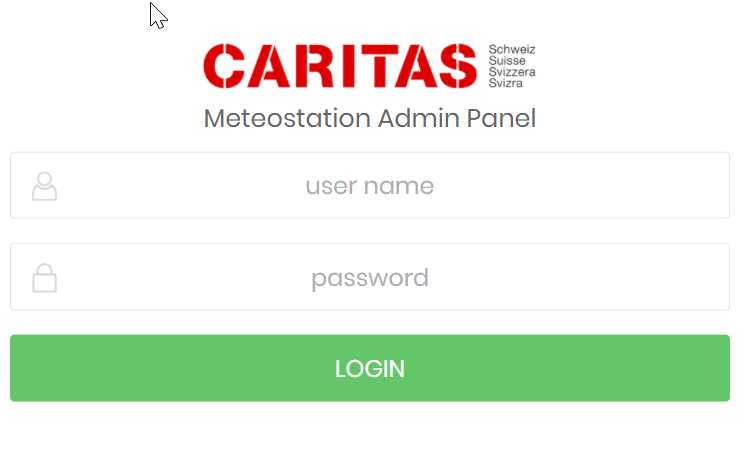 CARITAS
Schweiz
Suisse
Svizzera
Svizra
Meteostation Admin Panel
user name
password
LOGIN